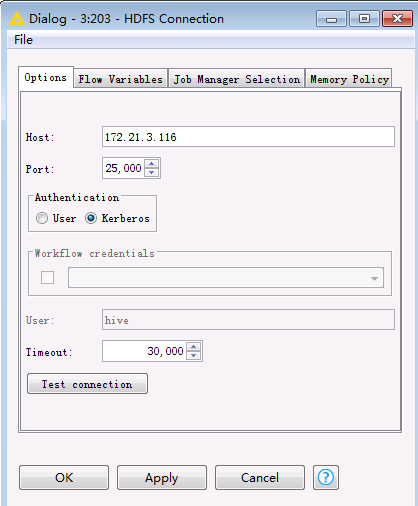 Dialog - 3:203 - HDFS Connection
File
Options Flow Variables Job Manager Selection Memory Policy
Host: 172.21.3.116
Port: 25,000
Authentication
User Kerberos
Workflow credentials
User: hive
Timeout: 30,000
Test connection
OK Apply Cancel ?